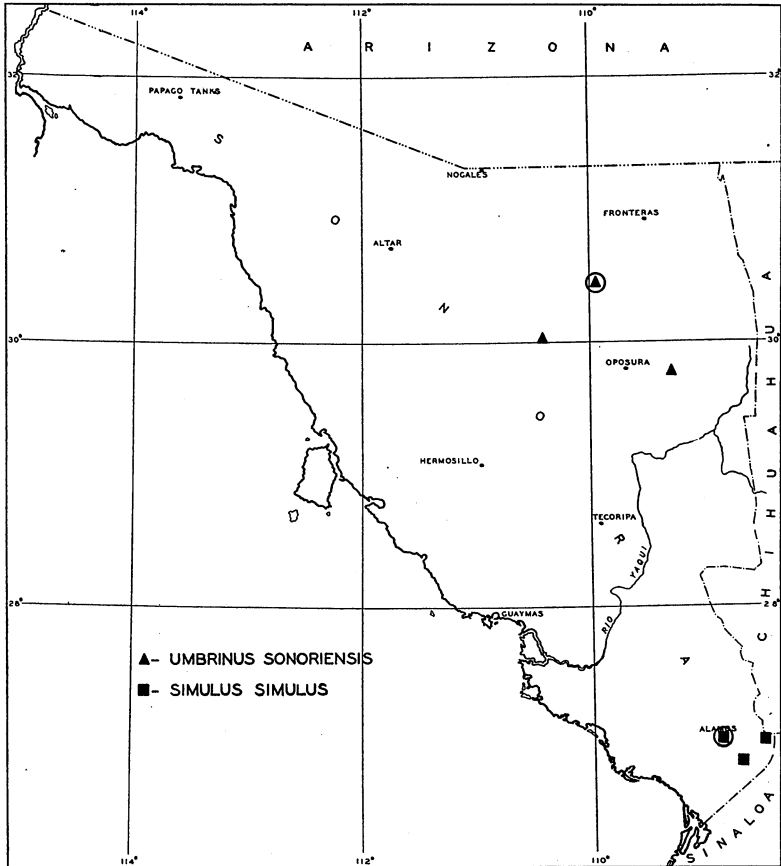 114° 112° 110°
A R I Z O N A
32° 32°
PAPAGO TANKS
S
NOGALES
FRONTERAS
O
ALTAR
N
30° 30°
OPOSURA
O
HERMOSILLO
TECORIPA
R
RIO YAQUI
CHIHUAHUA
28° 28°
GUAYMAS
▲- UMBRINUS SONORIENSIS
A
■- SIMULUS SIMULUS
ALAMOS
SINALOA
114° 112° 110°